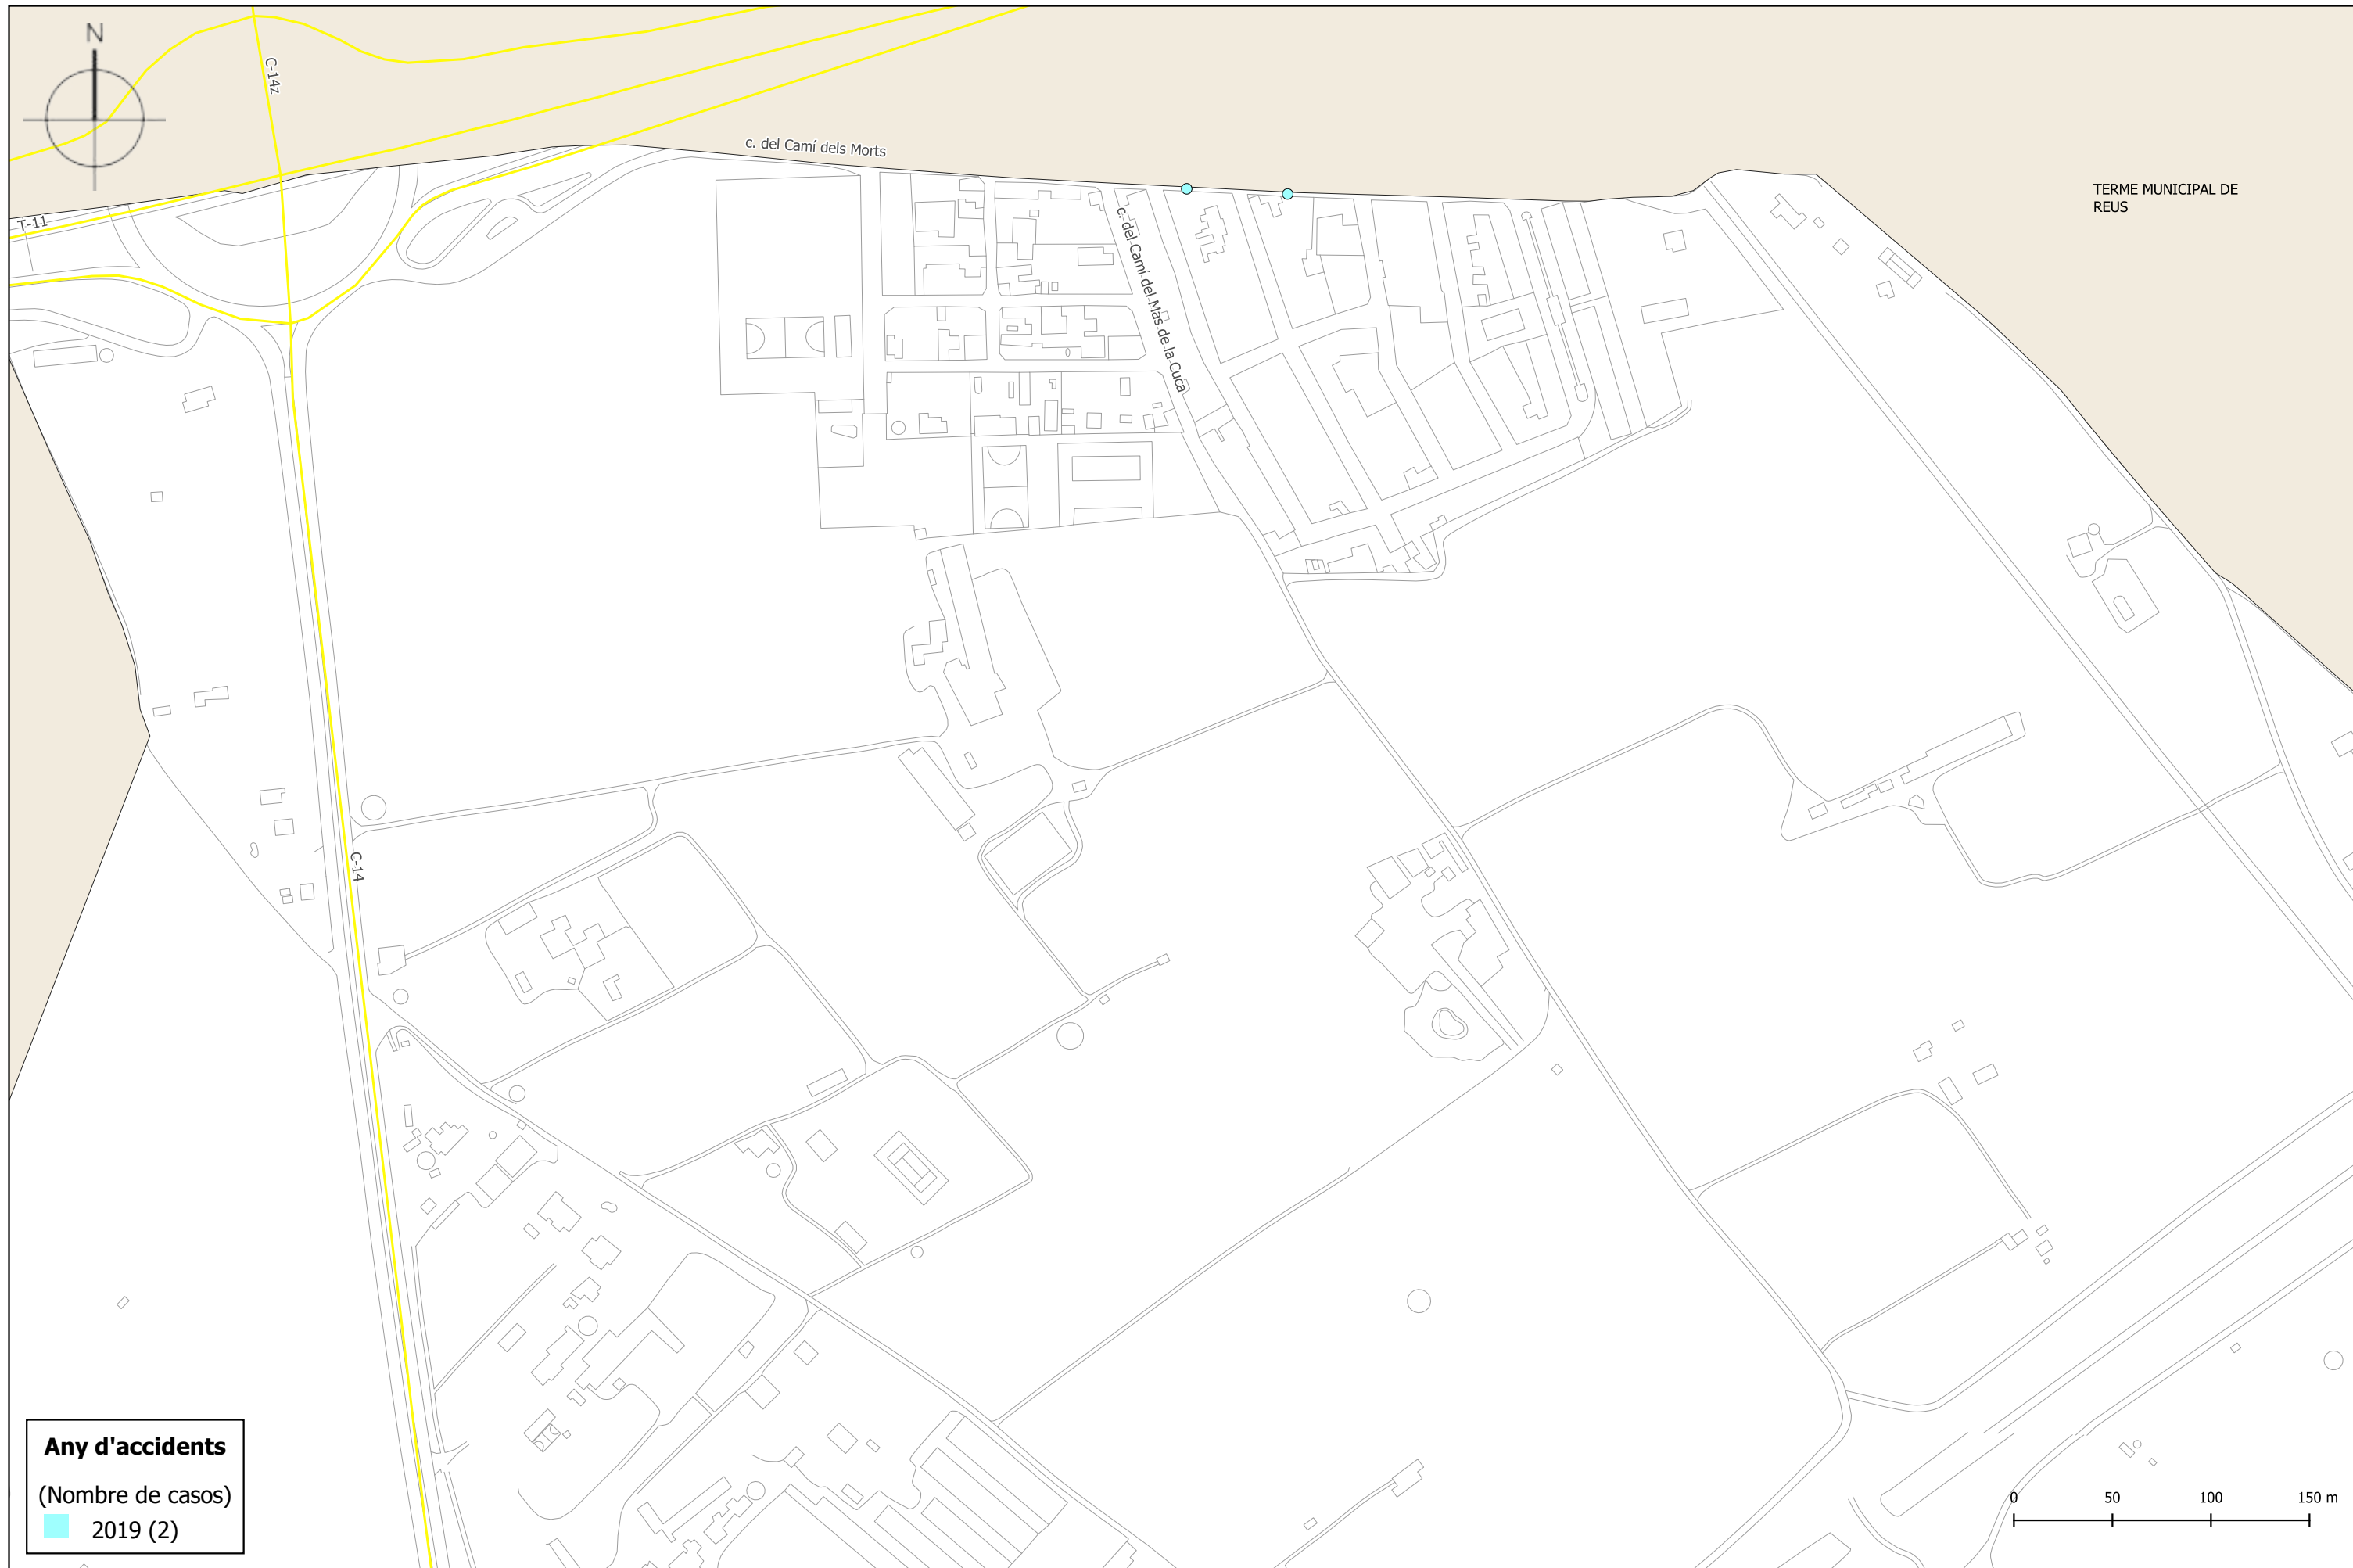 N
C-14z
c. del Camí dels Morts
TERME MUNICIPAL DE
REUS
T-11
c. del Camí del Mas de la Cuca
C-14
Any d'accidents
(Nombre de casos)
2019 (2)
0 50 100 150 m